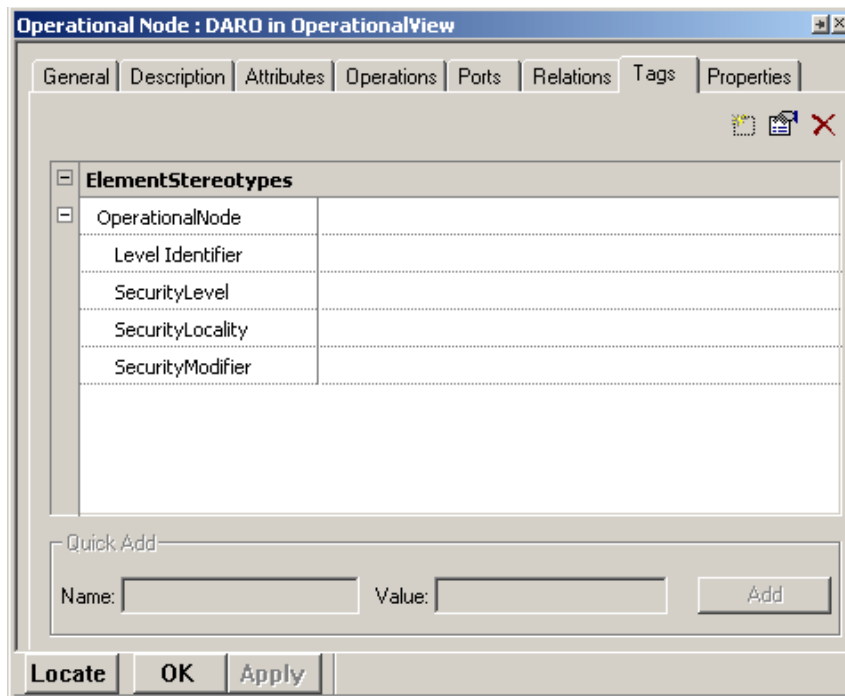 Operational Node : DARO in OperationalView
General Description Attributes Operations Ports Relations Tags Properties
ElementStereotypes
OperationalNode
Level Identifier
SecurityLevel
SecurityLocality
SecurityModifier
Quick Add
Name: Value: Add
Locate OK Apply